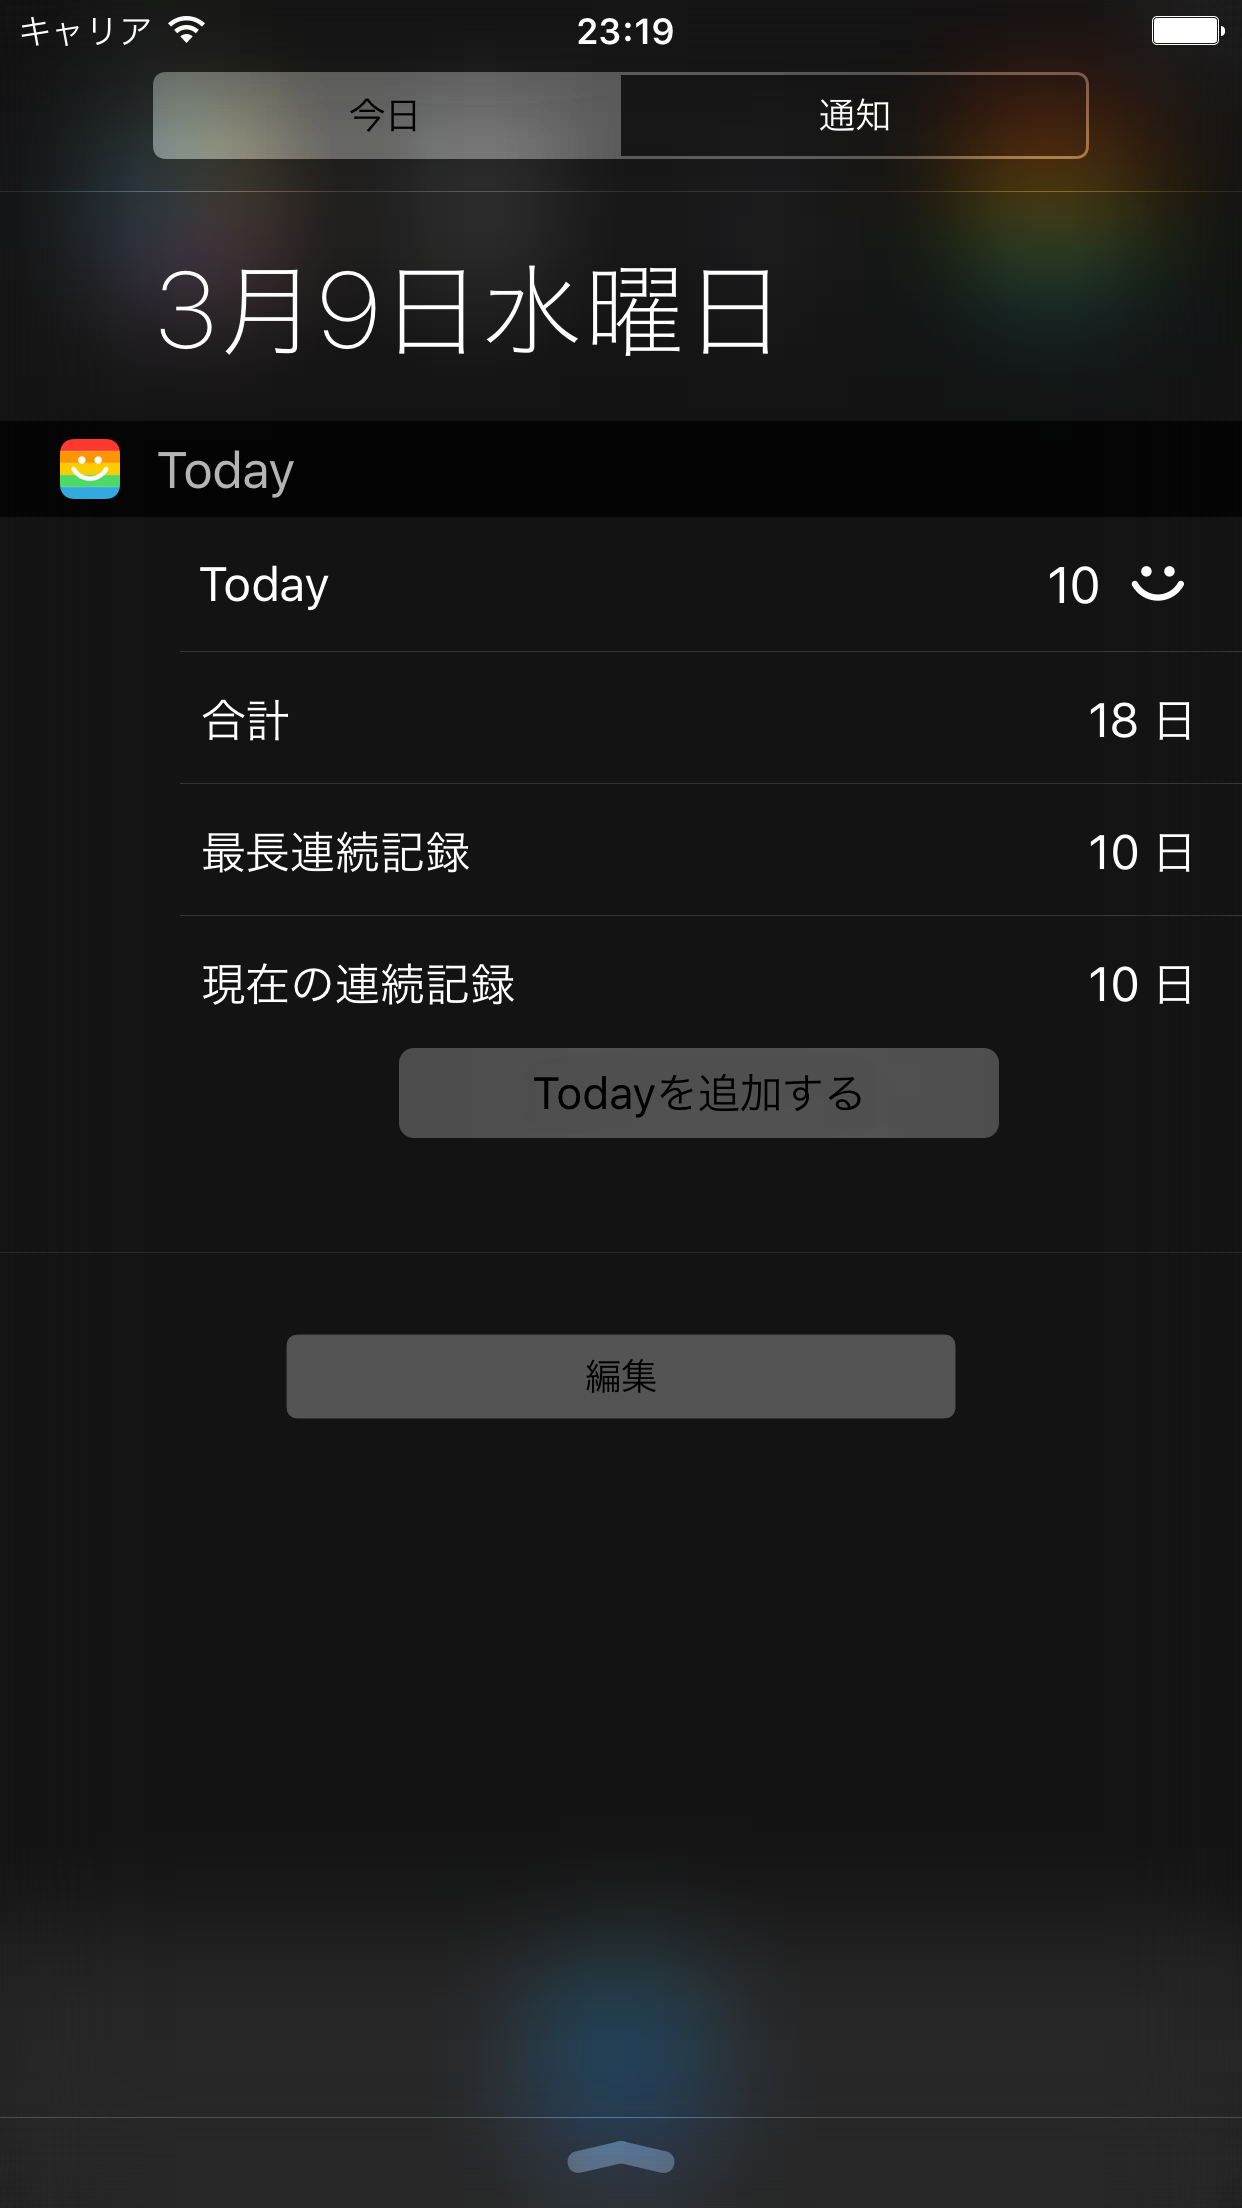 キャリア 23:19
今日 通知
3月9日水曜日
Today
Today 10
合計 18 日
最長連続記録 10 日
現在の連続記録 10 日
Todayを追加する
編集